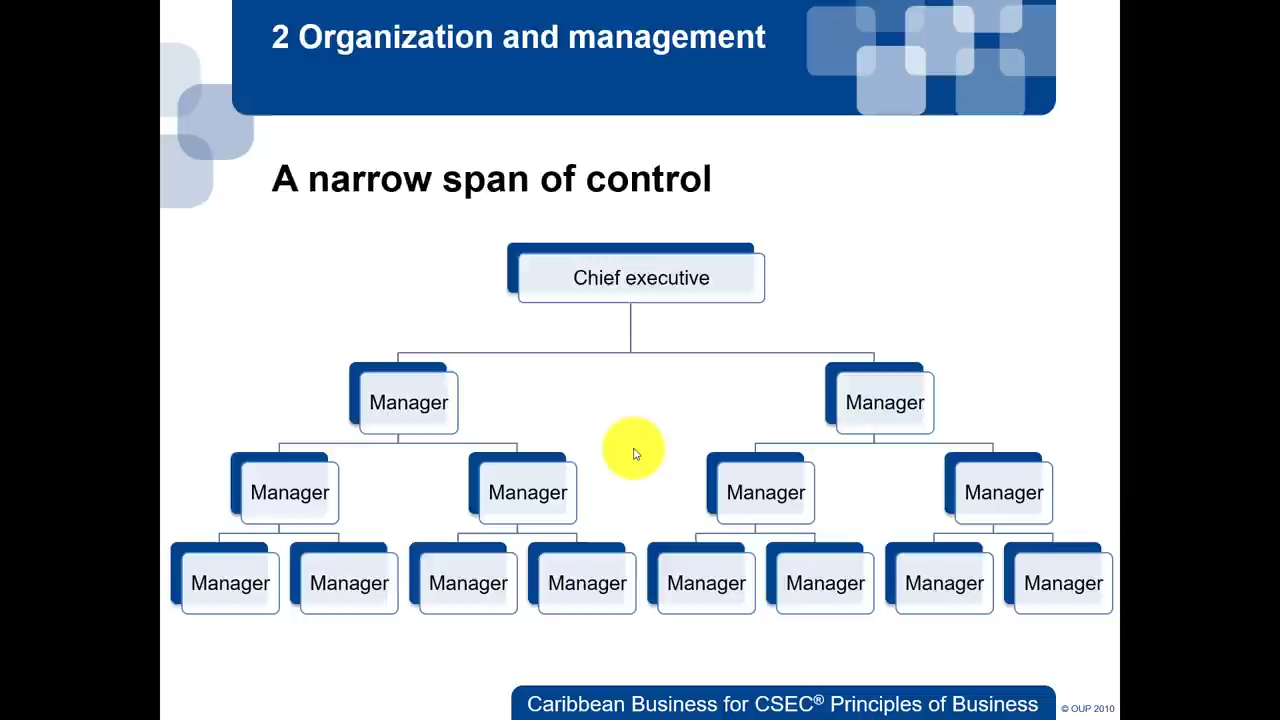 2 Organization and management
A narrow span of control
Chief executive
Manager Manager
Manager Manager Manager Manager
Manager Manager Manager Manager Manager Manager Manager Manager
Caribbean Business for CSEC® Principles of Business © OUP 2010